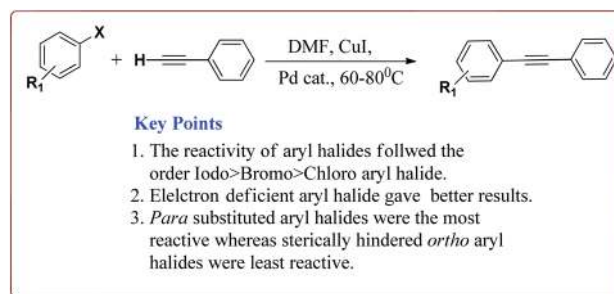 X
R1
+
H
DMF, CuI,
Pd cat., 60-80⁰C
R1
Key Points
1. The reactivity of aryl halides follwed the
order Iodo>Bromo>Chloro aryl halide.
2. Elelctron deficient aryl halide gave better results.
3. Para substituted aryl halides were the most
reactive whereas sterically hindered ortho aryl
halides were least reactive.